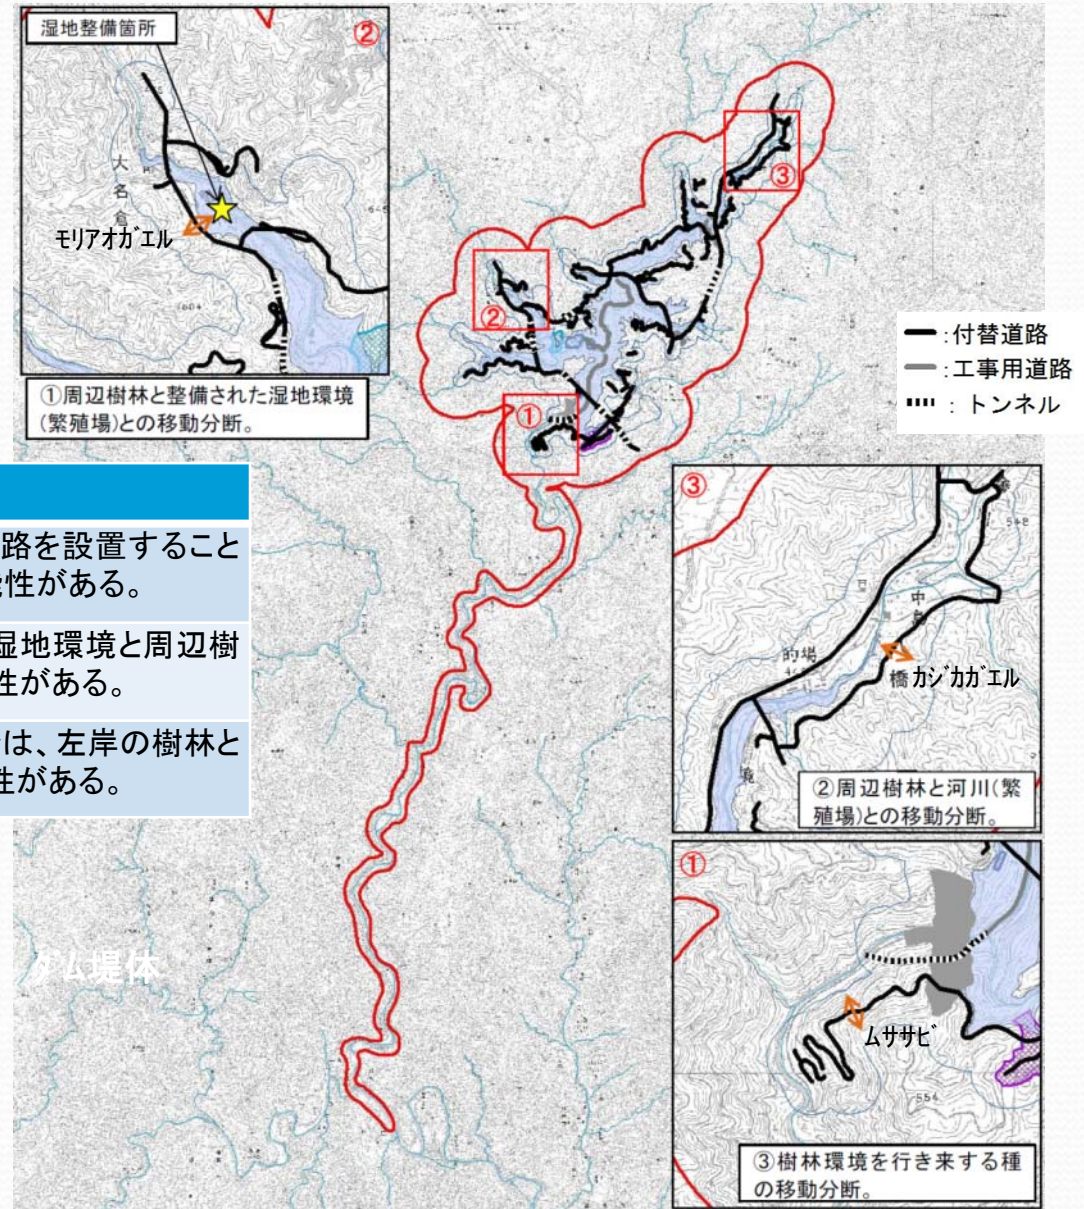 湿地整備箇所
②
大名倉
モリアオガエル
①周辺樹林と整備された湿地環境
(繁殖場)との移動分断。
③
②
①
:付替道路
:工事用道路
:トンネル
路を設置すること
性がある。
湿地環境と周辺樹
性がある。
は、左岸の樹林と
性がある。
ダム堤体
③
548
中島
的場
橋
カジカガエル
②周辺樹林と河川(繁
殖場)との移動分断。
①
ムササビ
554
③樹林環境を行き来する種
の移動分断。